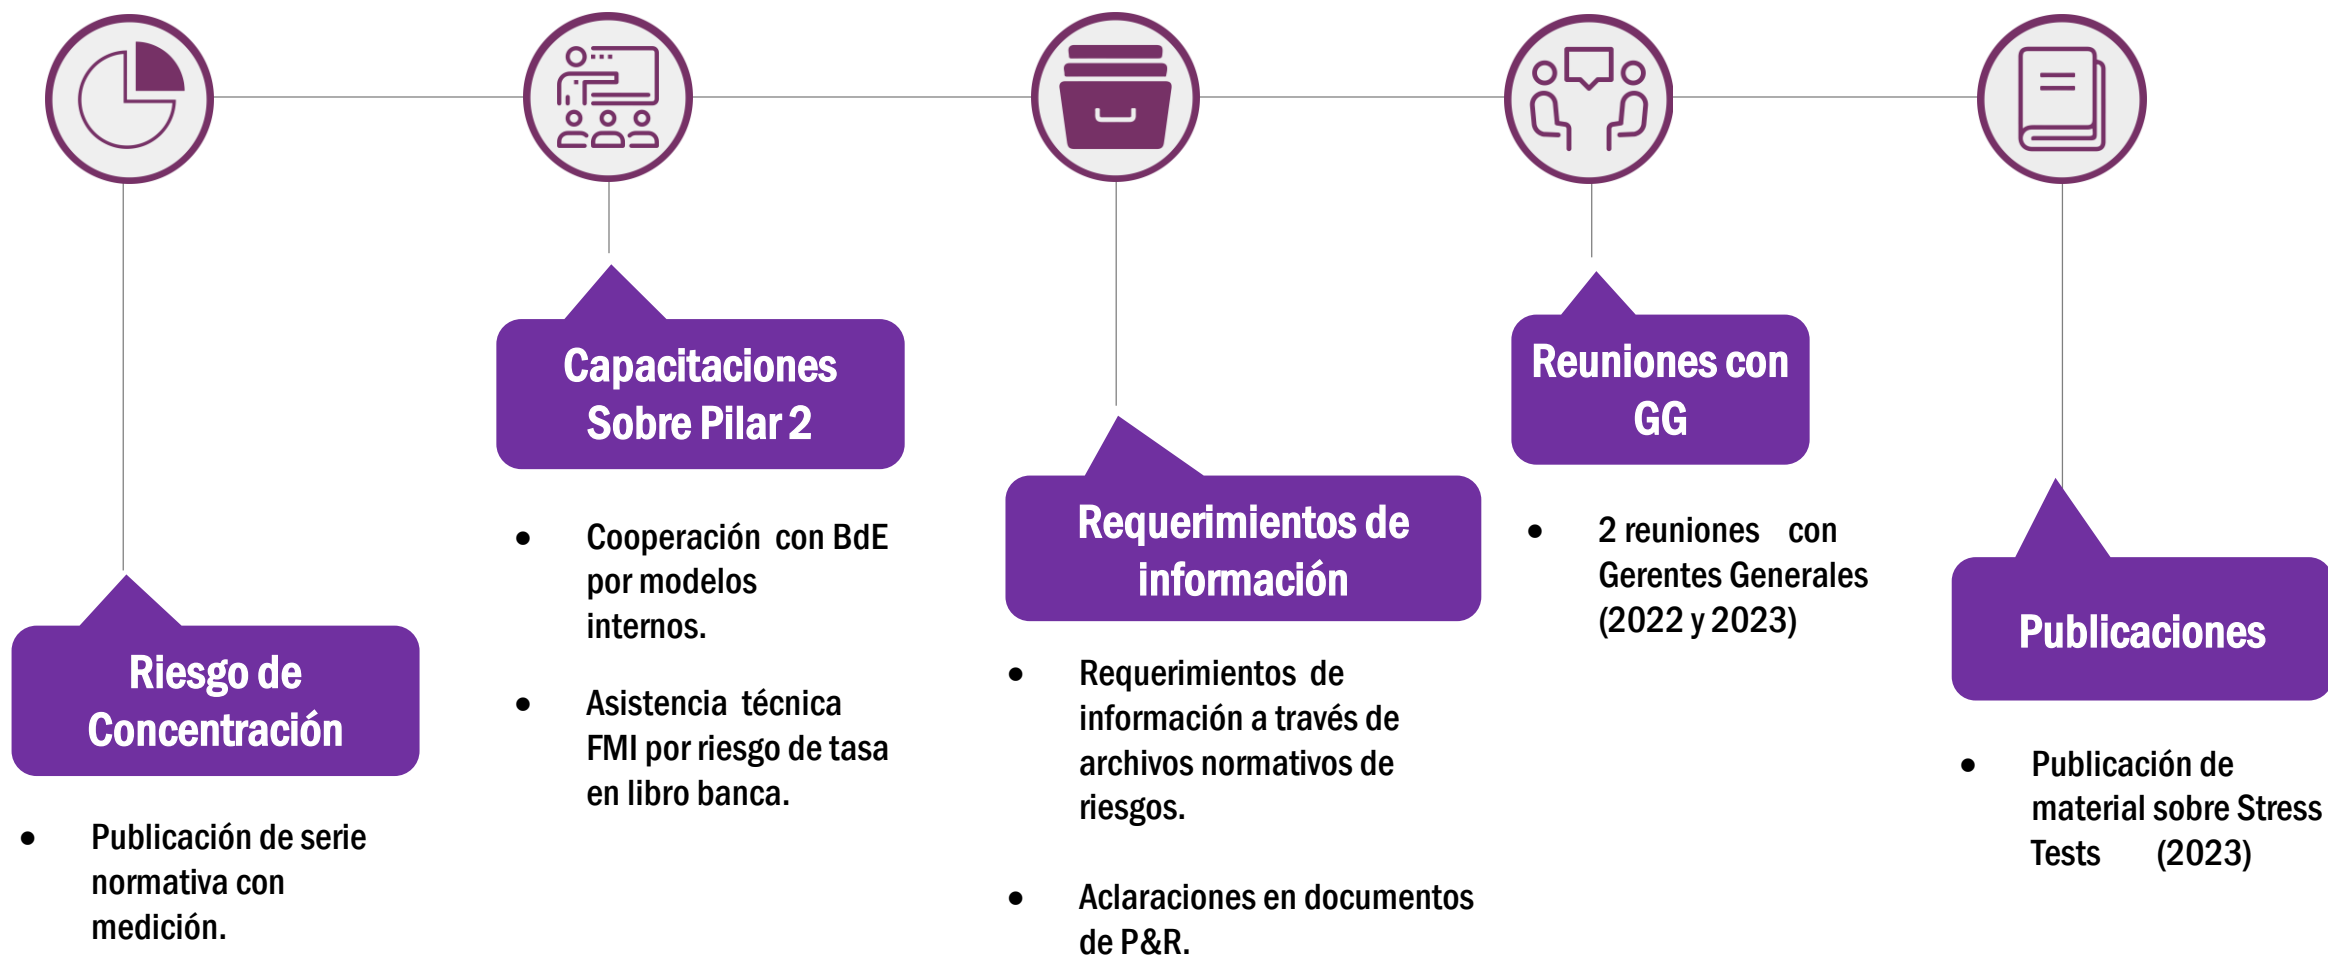 Riesgo de
Concentración
Publicación de serie
normativa con
medición.
Capacitaciones
Sobre Pilar 2
Cooperación con BdE
por modelos
internos.
Asistencia técnica
FMI por riesgo de tasa
en libro banca.
Requerimientos de
información
Requerimientos de
información a través de
archivos normativos de
riesgos.
Aclaraciones en documentos
de P&R.
Reuniones con
GG
2 reuniones con
Gerentes Generales
(2022 y 2023)
Publicaciones
Publicación de
material sobre Stress
Tests (2023)